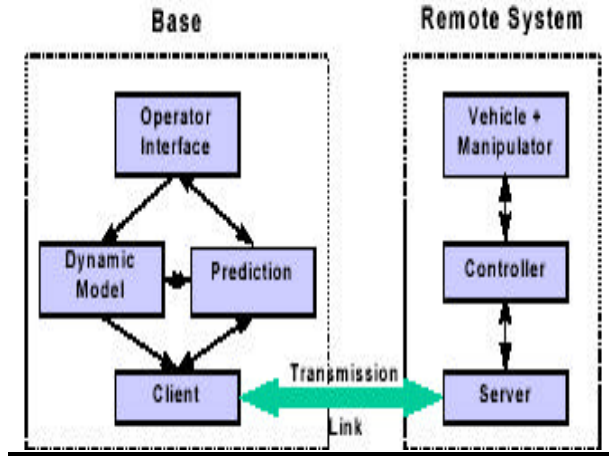 Base
Remote System
Operator
Interface
Vehicle +
Manipulator
Dynamic
Model
Prediction
Controller
Client
Transmission
Link
Server